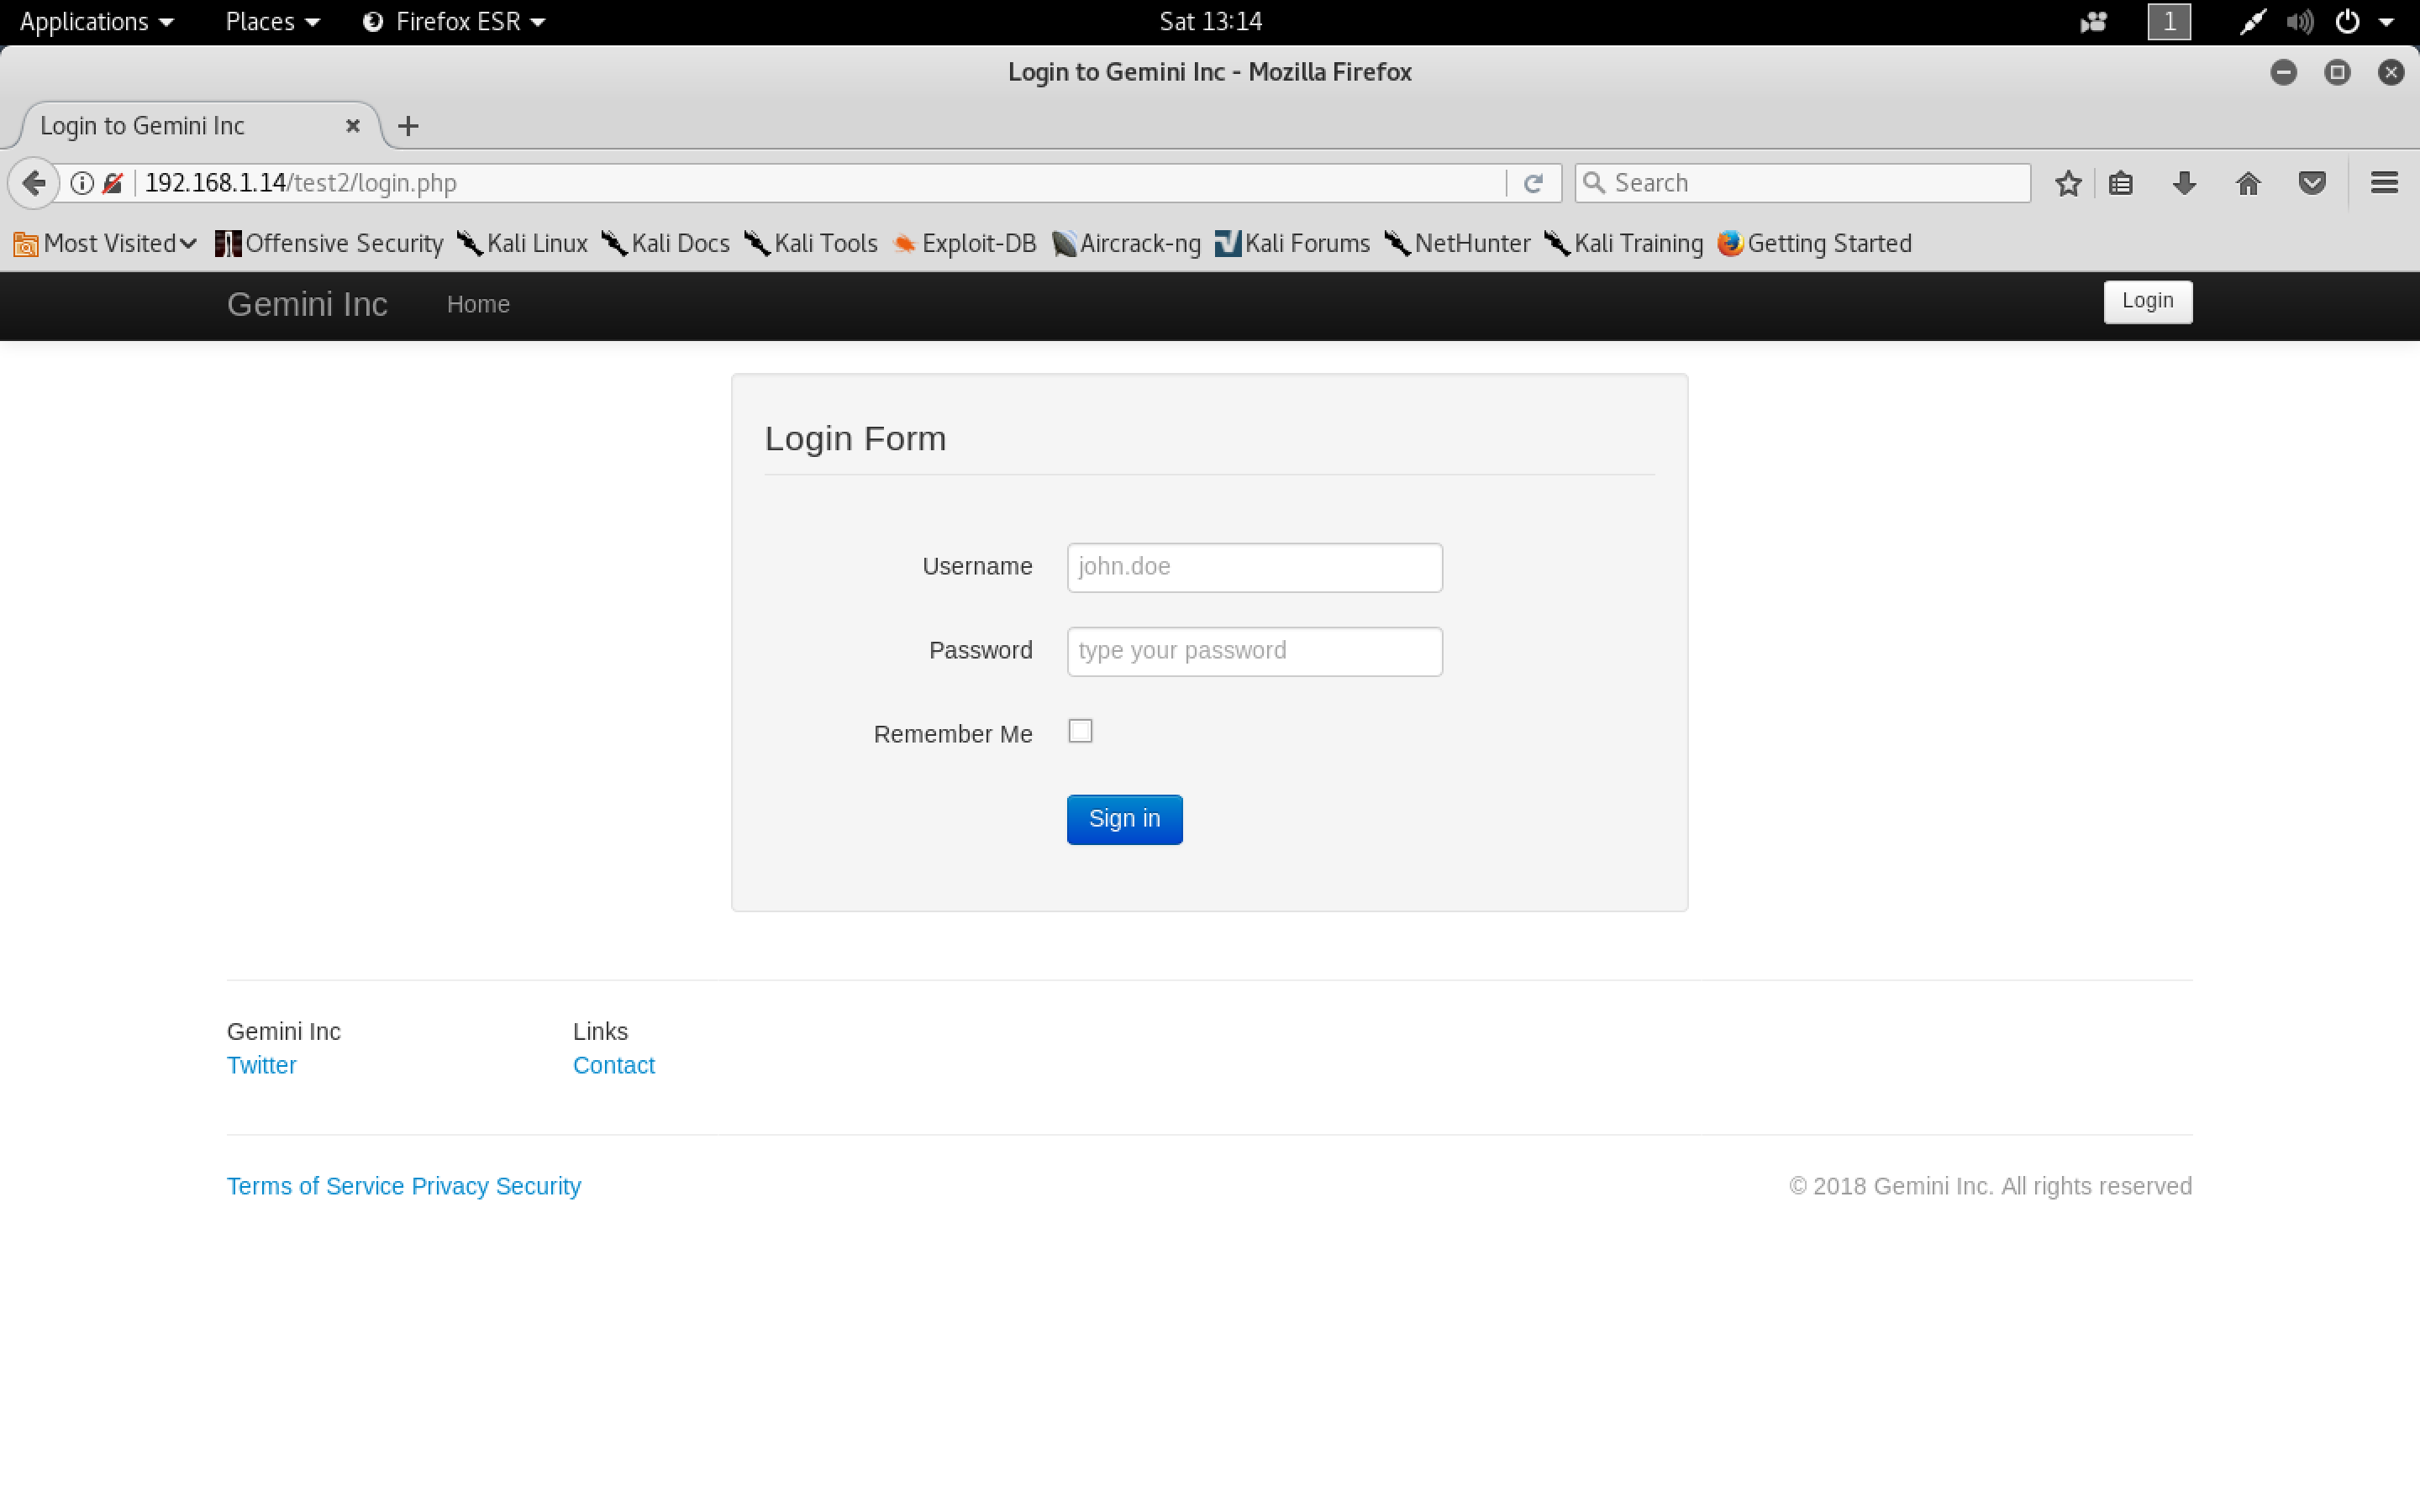 Applications Places Firefox ESR Sat 13:14 1
Login to Gemini Inc - Mozilla Firefox
Login to Gemini Inc
192.168.1.14/test2/login.php Search
Most Visited Offensive Security Kali Linux Kali Docs Kali Tools Exploit-DB Aircrack-ng Kali Forums NetHunter Kali Training Getting Started
Gemini Inc Home Login
Login Form
Username john.doe
Password type your password
Remember Me
Sign in
Gemini Inc Links
Twitter Contact
Terms of Service Privacy Security © 2018 Gemini Inc. All rights reserved